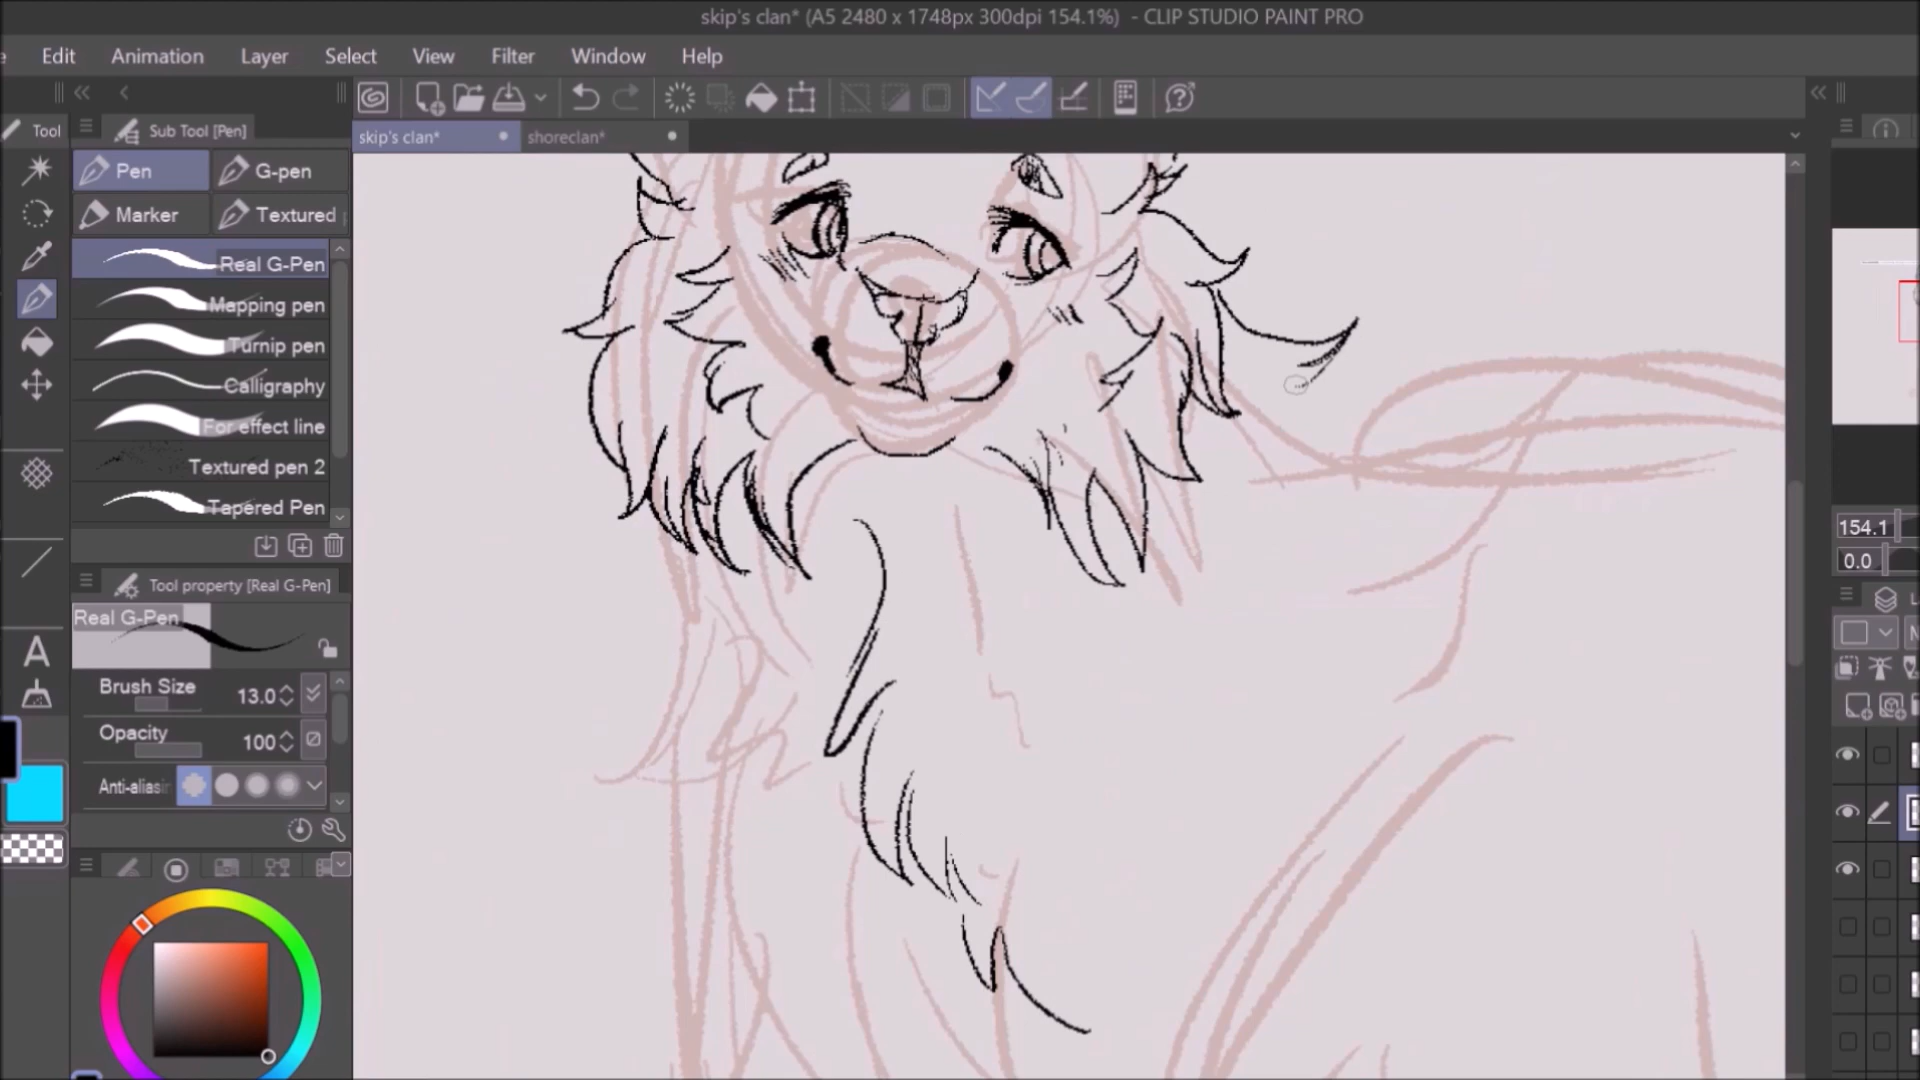 skip's clan* (A5 2480 x 1748px 300dpi 154.1%) - CLIP STUDIO PAINT PRO
Edit Animation Layer Select View Filter Window Help
skip's clan* shoreclan*
Tool Sub Tool [Pen]
Pen G-pen
Marker Textured
Real G-Pen
Mapping pen
Turnip pen
Calligraphy
For effect line
Textured pen 2
Tapered Pen
Tool property [Real G-Pen]
Real G-Pen
Brush Size 13.0
Opacity 100
Anti-aliasi
A
154.1
0.0